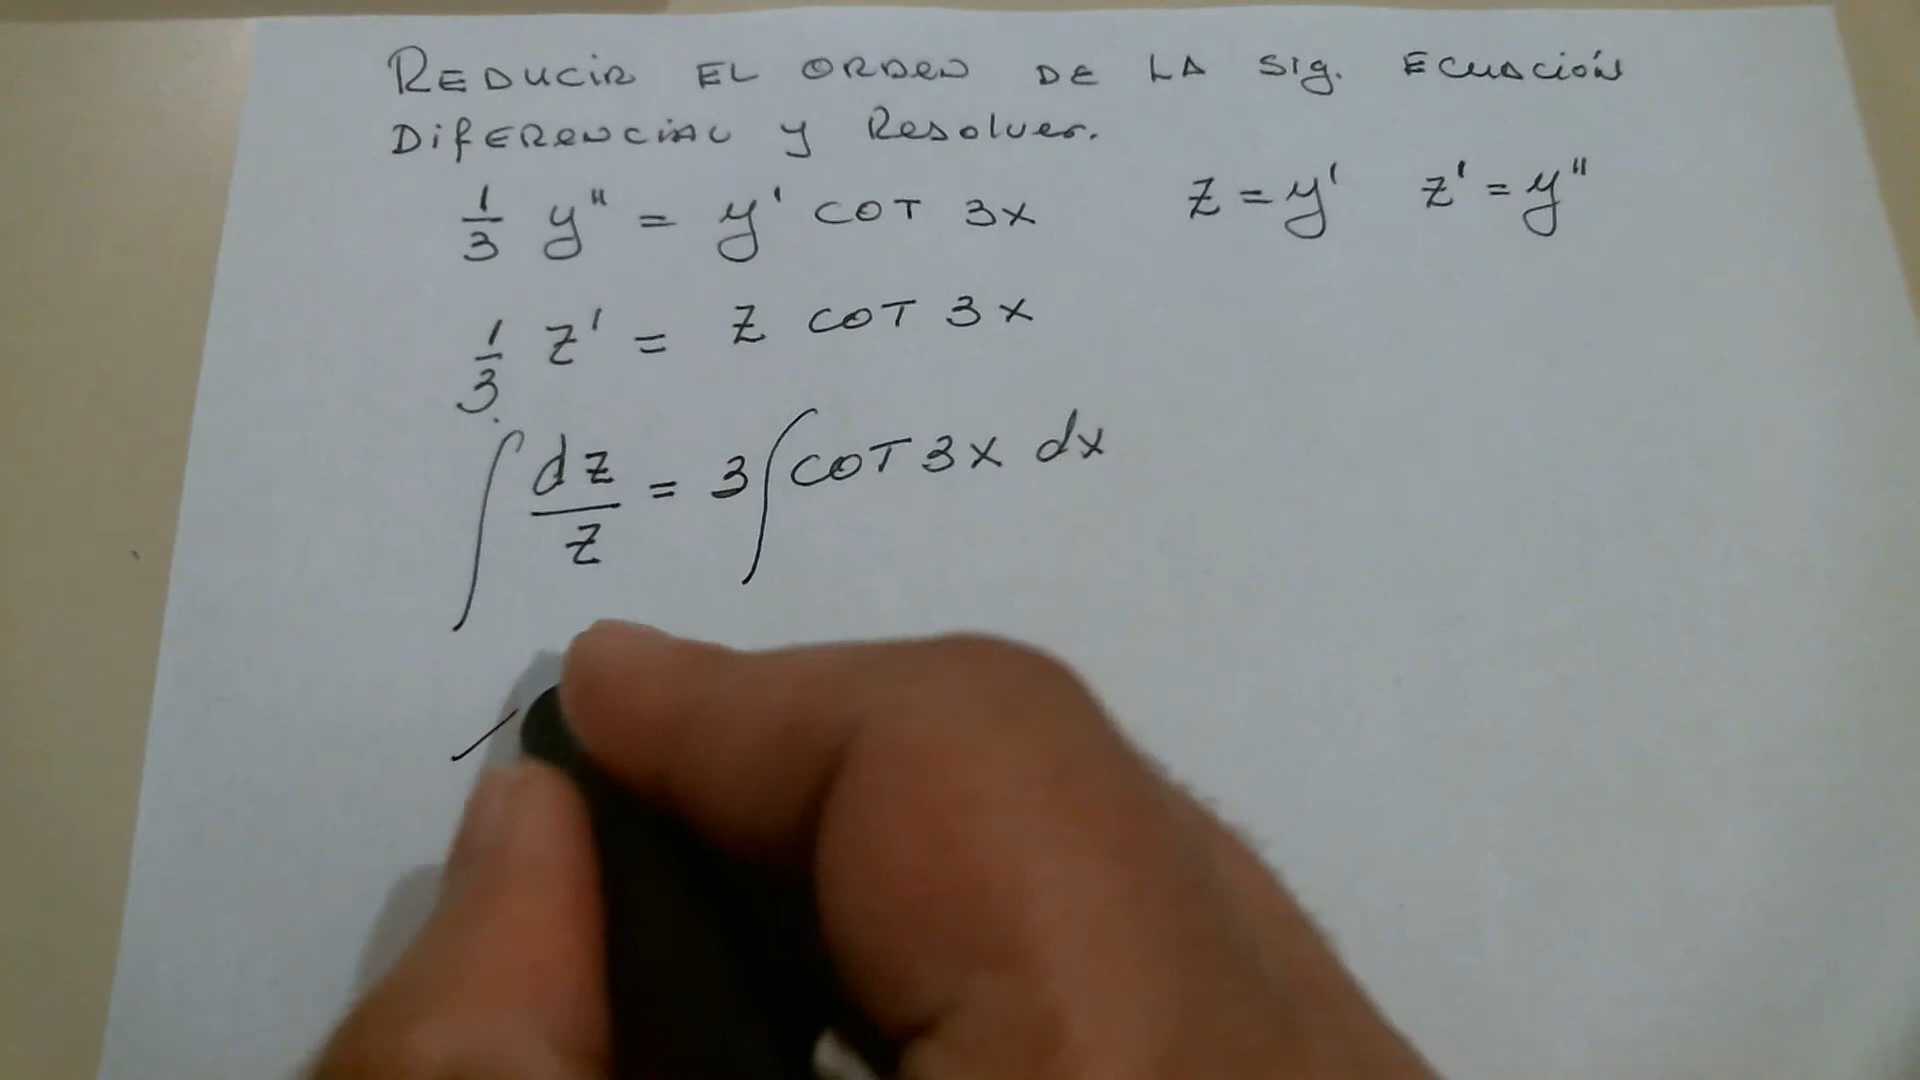 REDUCIR EL ORDEN DE LA SIG. ECUACIÓN
DIFERENCIAL Y RESOLVER.
1/3 y'' = y' COT 3x    z = y'    z' = y''
1/3 z' = z COT 3x
∫ dz/z = 3 ∫ COT 3x dx